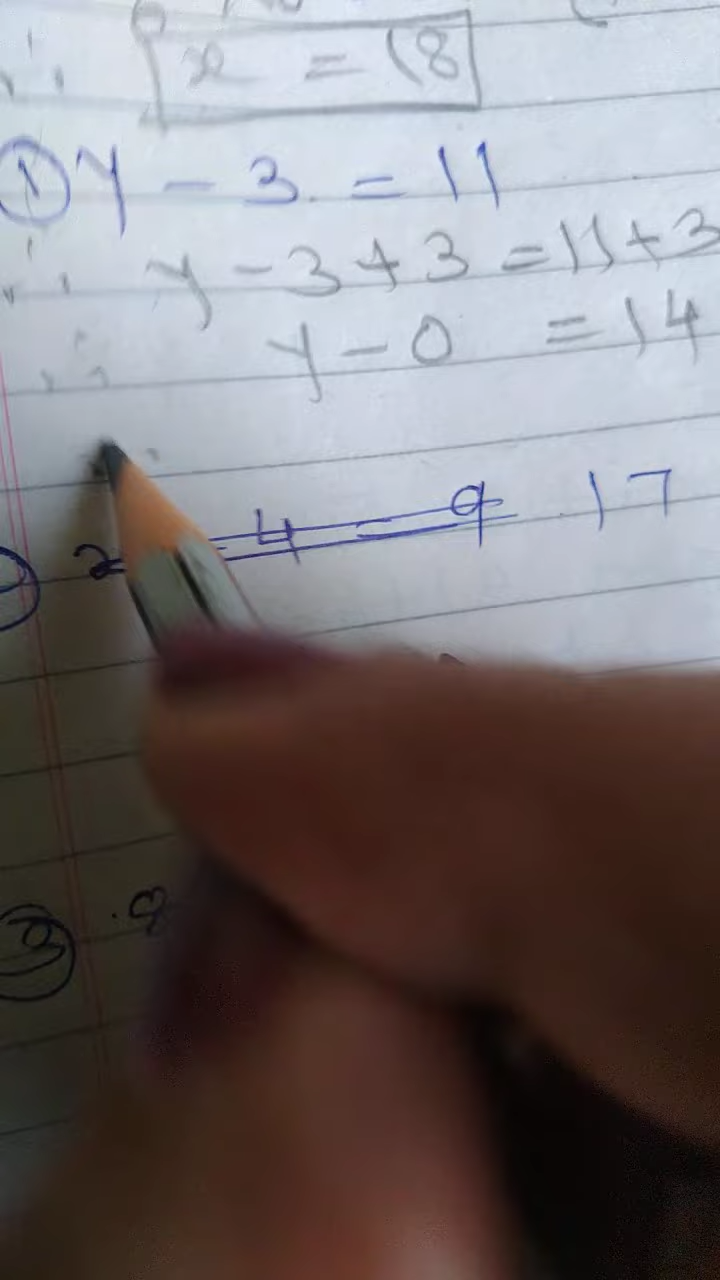 ∴ x = 18
① y - 3 = 11
∴ y - 3 + 3 = 11 + 3
∴ y - 0 = 14
∴
4 = 9 17
③